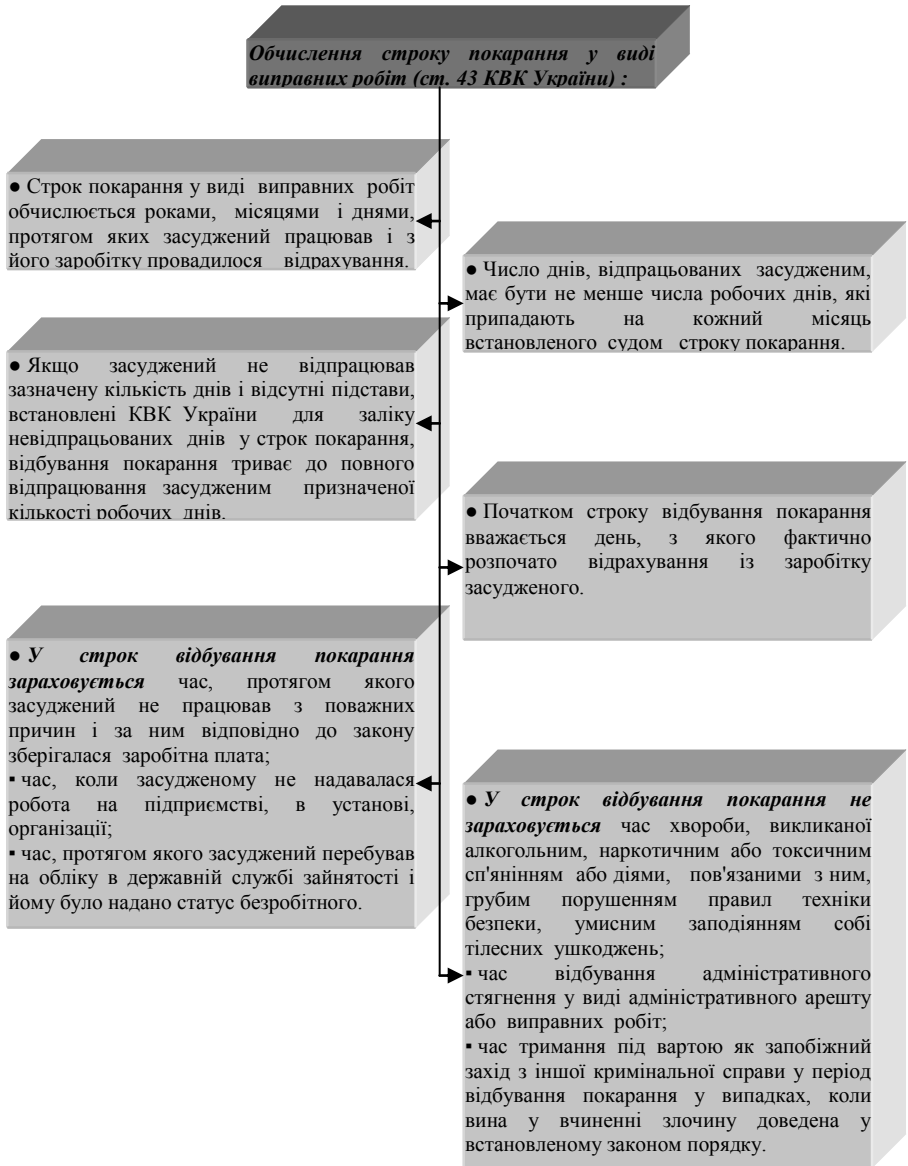 Обчислення строку покарання у виді
виправних робіт (ст. 43 КВК України) :
● Строк покарання у виді виправних робіт
обчислюється роками, місяцями і днями,
протягом яких засуджений працював і з
його заробітку провадилося відрахування.
● Число днів, відпрацьованих засудженим,
має бути не менше числа робочих днів, які
припадають на кожний місяць
встановленого судом строку покарання.
● Якщо засуджений не відпрацював
зазначену кількість днів і відсутні підстави,
встановлені КВК України для заліку
невідпрацьованих днів у строк покарання,
відбування покарання триває до повного
відпрацювання засудженим призначеної
кількості робочих днів.
● Початком строку відбування покарання
вважається день, з якого фактично
розпочато відрахування із заробітку
засудженого.
● У строк відбування покарання
зараховується час, протягом якого
засуджений не працював з поважних
причин і за ним відповідно до закону
зберігалася заробітна плата;
▪ час, коли засудженому не надавалася
робота на підприємстві, в установі,
організації;
▪ час, протягом якого засуджений перебував
на обліку в державній службі зайнятості і
йому було надано статус безробітного.
● У строк відбування покарання не
зараховується час хвороби, викликаної
алкогольним, наркотичним або токсичним
сп'янінням або діями, пов'язаними з ним,
грубим порушенням правил техніки
безпеки, умисним заподіянням собі
тілесних ушкоджень;
▪ час відбування адміністративного
стягнення у виді адміністративного арешту
або виправних робіт;
▪ час тримання під вартою як запобіжний
захід з іншої кримінальної справи у період
відбування покарання у випадках, коли
вина у вчиненні злочину доведена у
встановленому законом порядку.